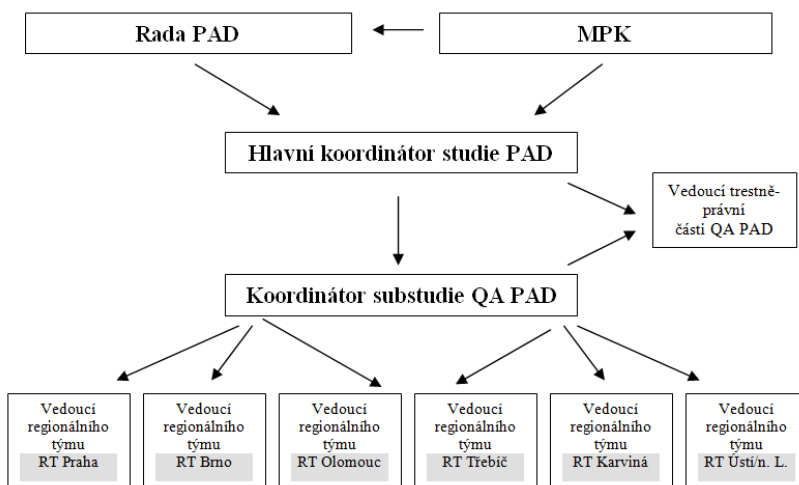 Rada PAD
MPK
Hlavní koordinátor studie PAD
Vedoucí trestně-
právní
části QA PAD
Koordinátor substudie QA PAD
Vedoucí
regionálního
týmu
RT Praha
Vedoucí
regionálního
týmu
RT Brno
Vedoucí
regionálního
týmu
RT Olomouc
Vedoucí
regionálního
týmu
RT Třebíč
Vedoucí
regionálního
týmu
RT Karviná
Vedoucí
regionálního
týmu
RT Ústí/n. L.